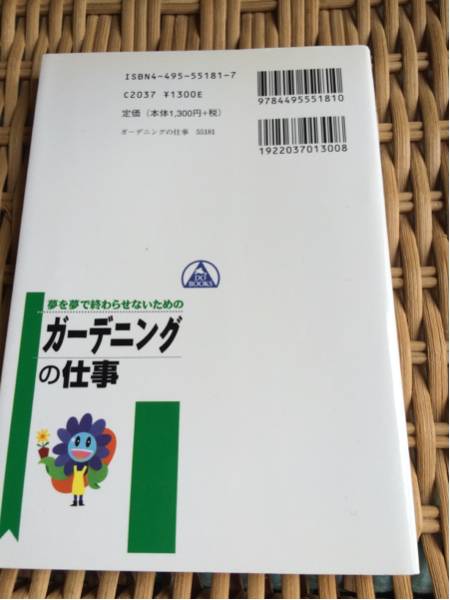 ISBN4-495-55181-7
C2037 ¥1300E
定価（本体1,300円+税）
ガーデニングの仕事 55181
9784495551810
1922037013008
DO
BOOKS
夢を夢で終わらせないための
ガーデニング
の仕事